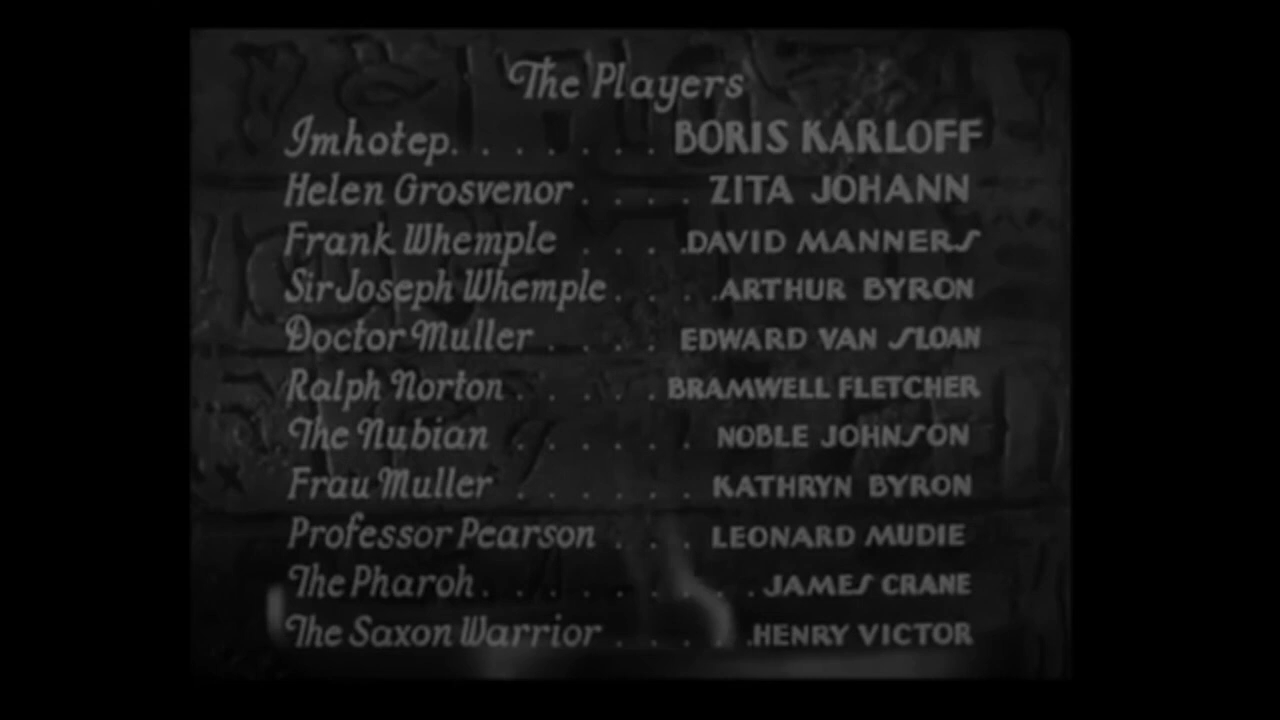 The Players
Imhotep. . . . . . . BORIS KARLOFF
Helen Grosvenor . . . . ZITA JOHANN
Frank Whemple . . . .DAVID MANNERS
Sir Joseph Whemple . . . .ARTHUR BYRON
Doctor Muller . . . . EDWARD VAN SLOAN
Ralph Norton . . . . .BRAMWELL FLETCHER
The Nubian . . . . . . NOBLE JOHNSON
Frau Muller . . . . . . KATHRYN BYRON
Professor Pearson . . . LEONARD MUDIE
The Pharoh. . . . . . . . . JAMES CRANE
The Saxon Warrior . . . . .HENRY VICTOR